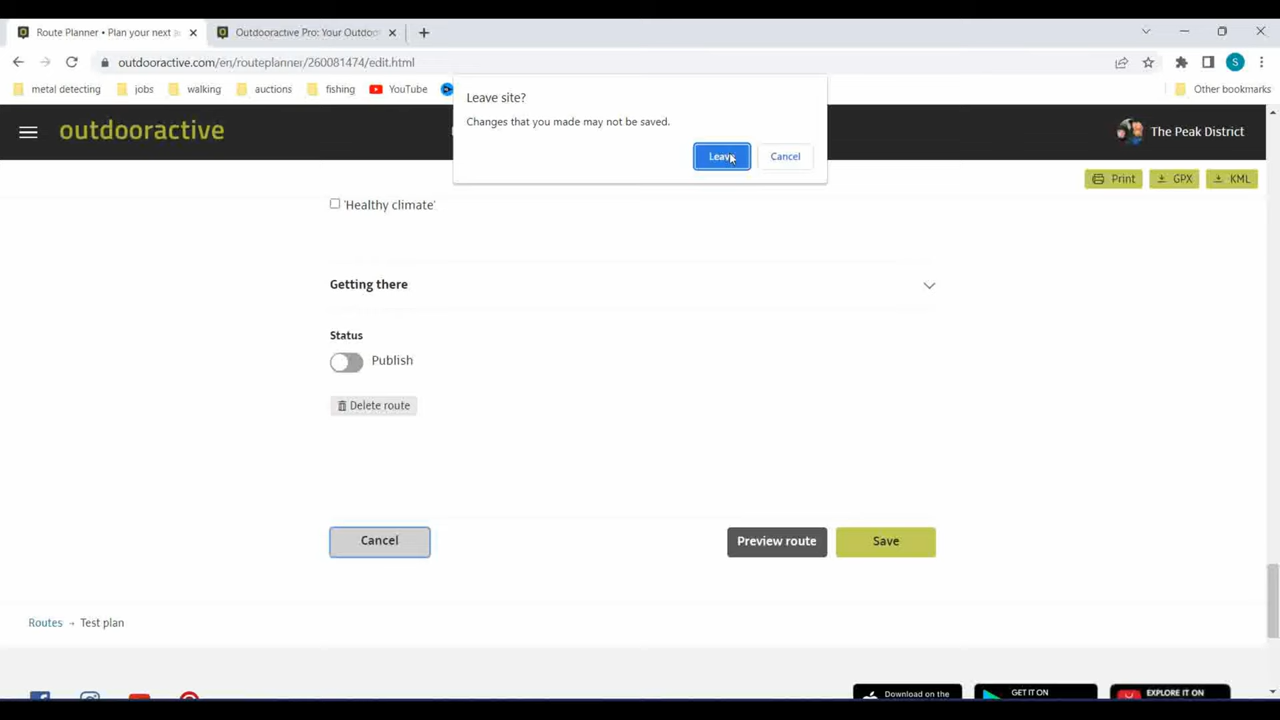 Route Planner • Plan your next
Outdooractive Pro: Your Outdoo
outdooractive.com/en/routeplanner/260081474/edit.html
S
metal detecting
jobs
walking
auctions
fishing
YouTube
Other bookmarks
Leave site?
Changes that you made may not be saved.
Leave
Cancel
outdooractive
The Peak District
Print
GPX
KML
'Healthy climate'
Getting there
Status
Publish
Delete route
Cancel
Preview route
Save
Routes → Test plan
Download on the
GET IT ON
EXPLORE IT ON